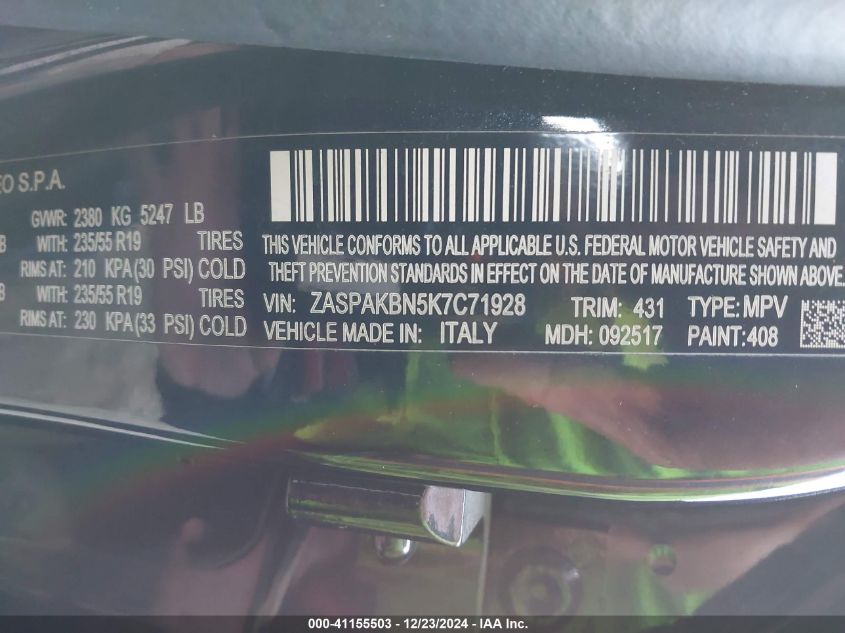 EO S.P.A.
GVWR: 2380 KG 5247 LB
B WITH: 235/55 R19 TIRES
RIMS AT: 210 KPA (30 PSI) COLD
B WITH: 235/55 R19 TIRES
RIMS AT: 230 KPA (33 PSI) COLD
THIS VEHICLE CONFORMS TO ALL APPLICABLE U.S. FEDERAL MOTOR VEHICLE SAFETY AND
THEFT PREVENTION STANDARDS IN EFFECT ON THE DATE OF MANUFACTURE SHOWN ABOVE.
VIN: ZASPAKBN5K7C71928 TRIM: 431 TYPE: MPV
VEHICLE MADE IN: ITALY MDH: 092517 PAINT: 408
000-41155503 - 12/23/2024 - IAA Inc.